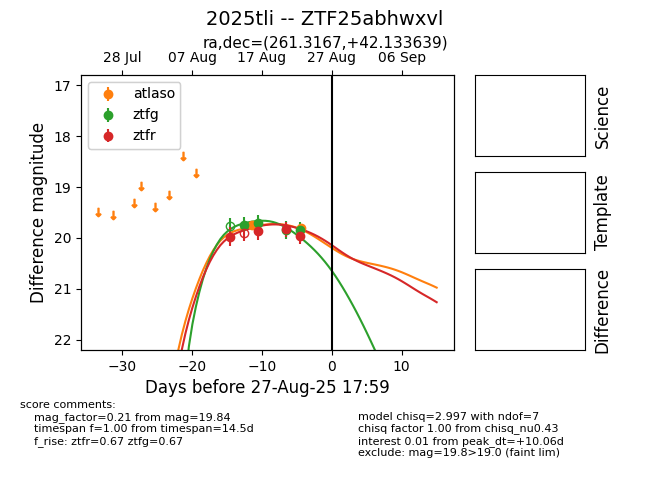 2025tli -- ZTF25abhwxvl
ra,dec=(261.3167,+42.133639)
28 Jul 07 Aug 17 Aug 27 Aug 06 Sep
17
18
19
20
21
22
Difference magnitude
atlaso
ztfg
ztfr
−30 −20 −10 0 10
Days before 27-Aug-25 17:59
Science
Template
Difference
score comments:
mag_factor=0.21 from mag=19.84
timespan f=1.00 from timespan=14.5d
f_rise: ztfr=0.67 ztfg=0.67
model chisq=2.997 with ndof=7
chisq factor 1.00 from chisq_nu0.43
interest 0.01 from peak_dt=+10.06d
exclude: mag=19.8>19.0 (faint lim)